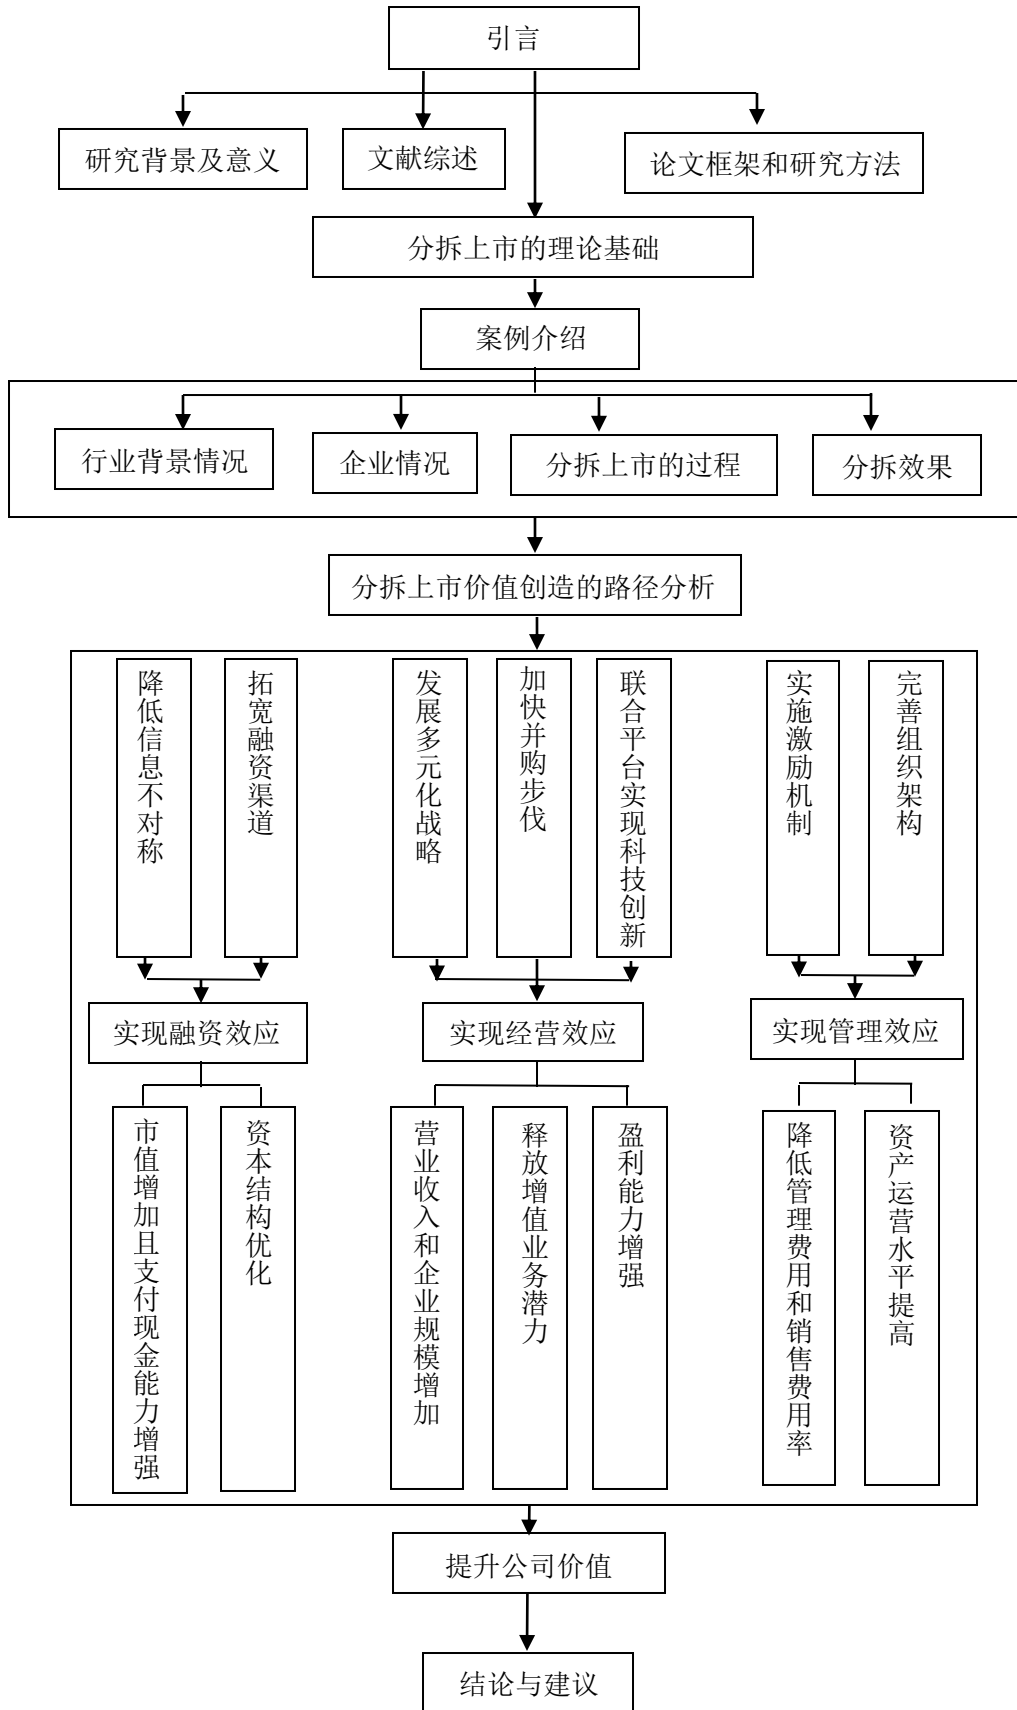 引言
研究背景及意义
文献综述
论文框架和研究方法
分拆上市的理论基础
案例介绍
行业背景情况
企业情况
分拆上市的过程
分拆效果
分拆上市价值创造的路径分析
降低信息不对称
拓宽融资渠道
发展多元化战略
加快并购步伐
联合平台实现科技创新
实施激励机制
完善组织架构
实现融资效应
实现经营效应
实现管理效应
市值增加且支付现金能力增强
资本结构优化
营业收入和企业规模增加
释放增值业务潜力
盈利能力增强
降低管理费用和销售费用率
资产运营水平提高
提升公司价值
结论与建议